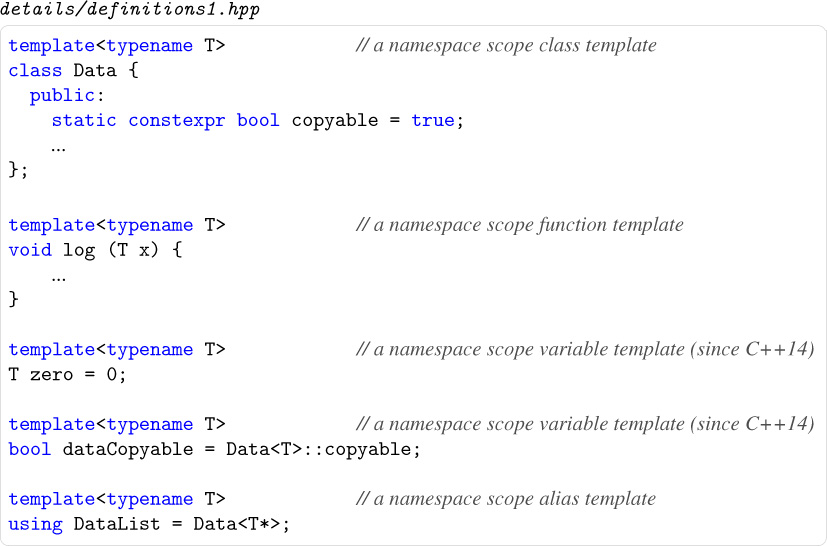 details/definitions1.hpp
template<typename T> // a namespace scope class template
class Data {
public:
static constexpr bool copyable = true;
...
};
template<typename T> // a namespace scope function template
void log (T x) {
...
}
template<typename T> // a namespace scope variable template (since C++14)
T zero = 0;
template<typename T> // a namespace scope variable template (since C++14)
bool dataCopyable = Data<T>::copyable;
template<typename T> // a namespace scope alias template
using DataList = Data<T*>;